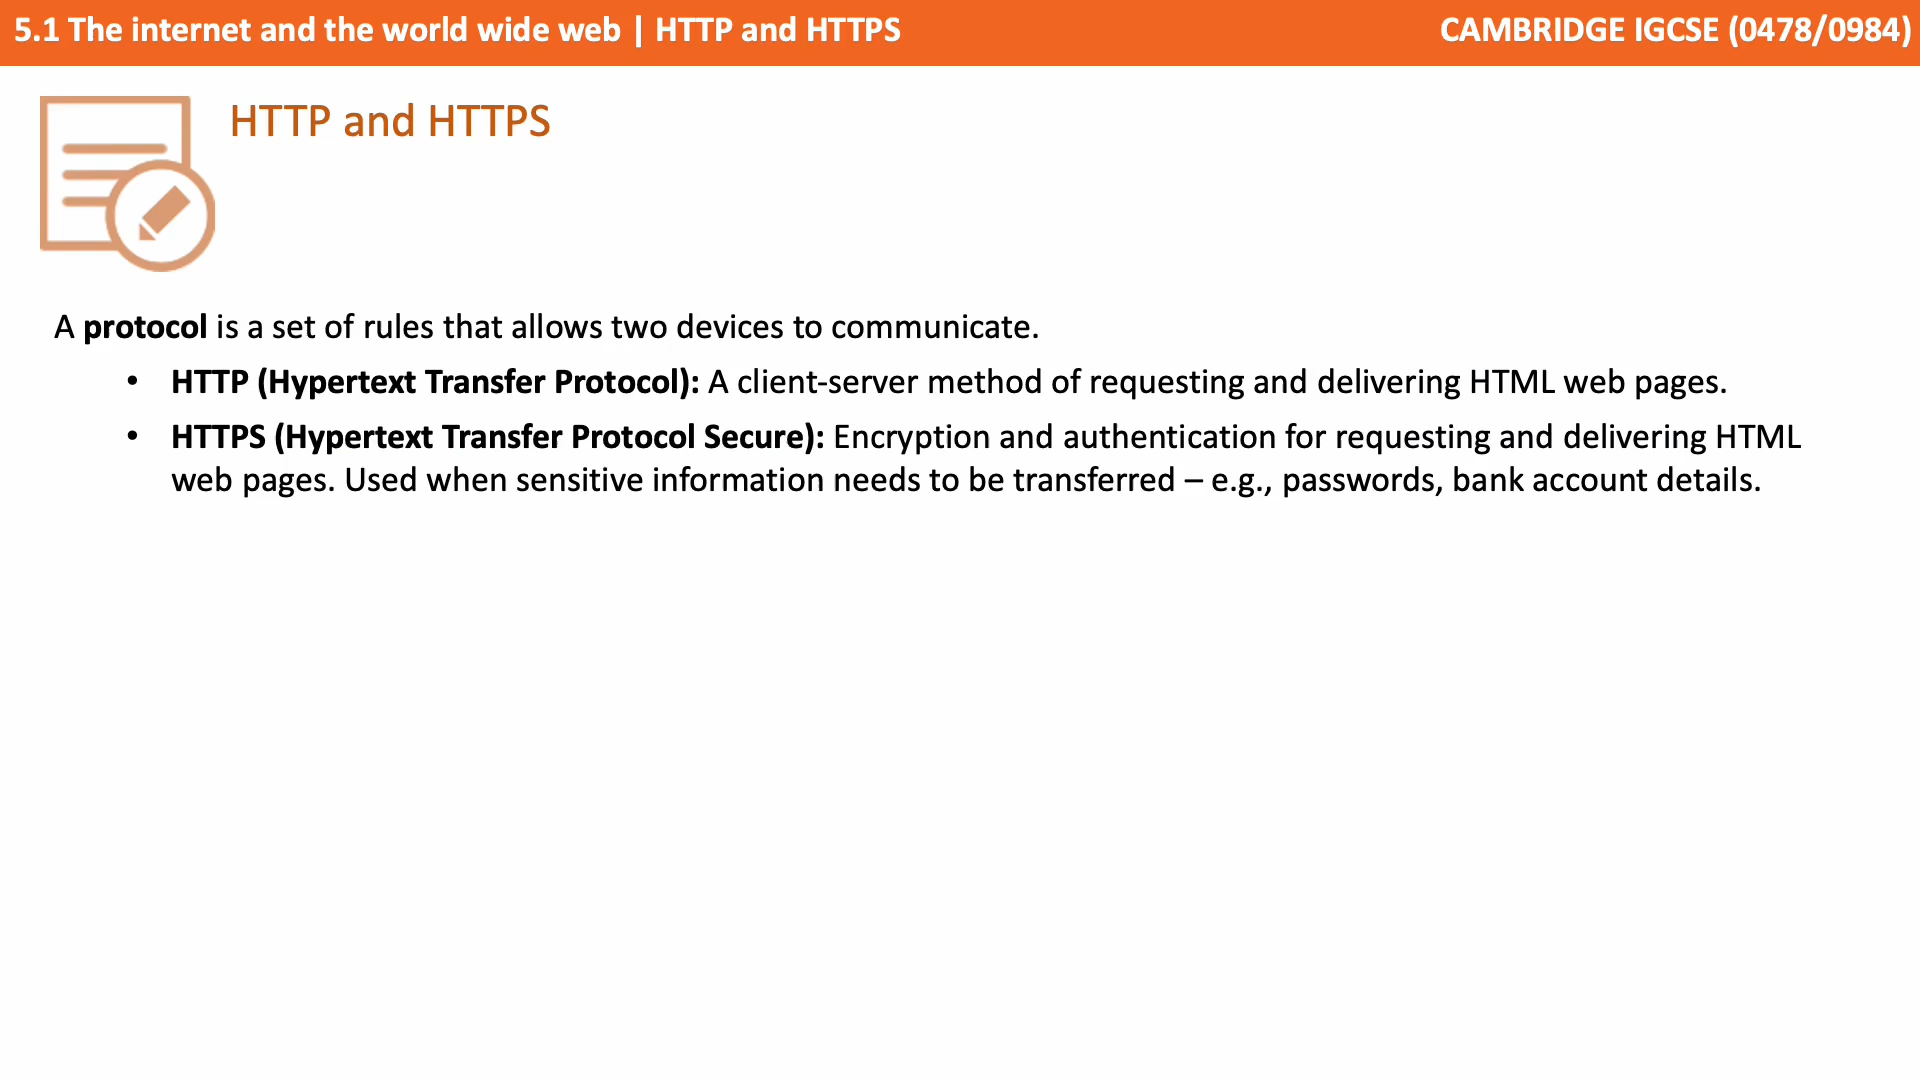 5.1 The internet and the world wide web | HTTP and HTTPS
CAMBRIDGE IGCSE (0478/0984)
HTTP and HTTPS
A protocol is a set of rules that allows two devices to communicate.
• HTTP (Hypertext Transfer Protocol): A client-server method of requesting and delivering HTML web pages.
• HTTPS (Hypertext Transfer Protocol Secure): Encryption and authentication for requesting and delivering HTML
web pages. Used when sensitive information needs to be transferred – e.g., passwords, bank account details.